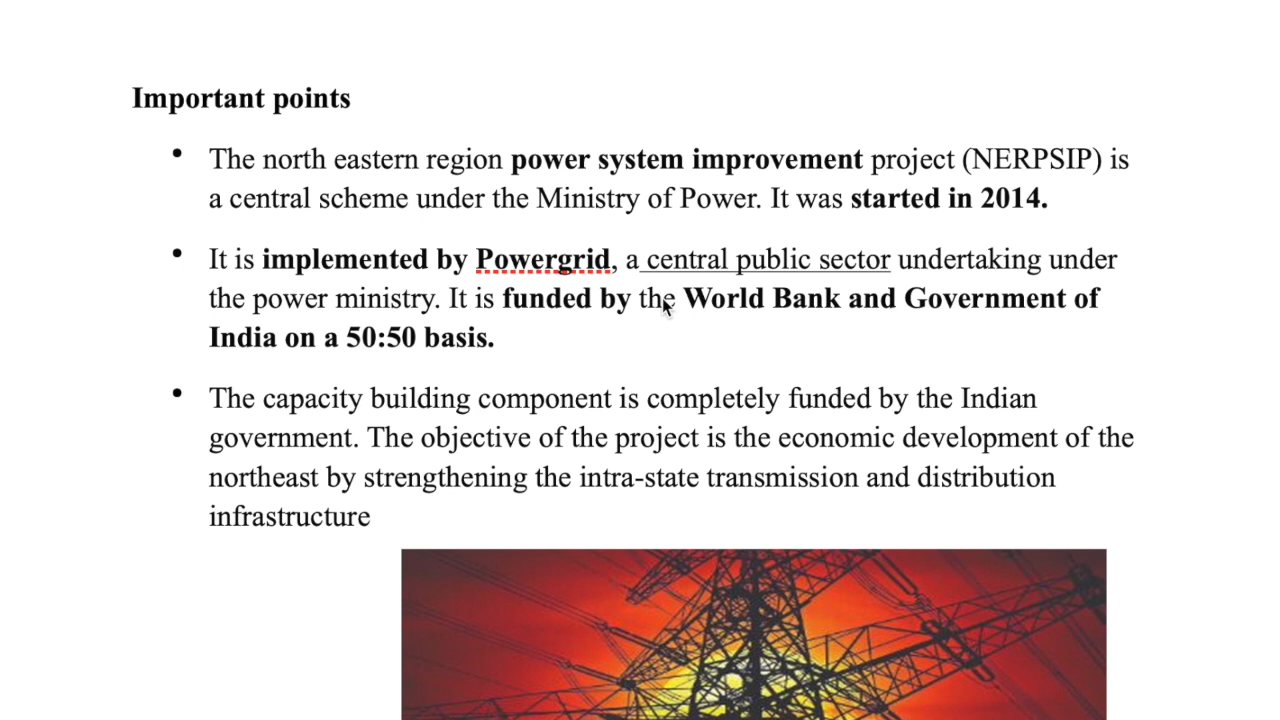 Important points
• The north eastern region power system improvement project (NERPSIP) is
a central scheme under the Ministry of Power. It was started in 2014.
• It is implemented by Powergrid, a central public sector undertaking under
the power ministry. It is funded by the World Bank and Government of
India on a 50:50 basis.
• The capacity building component is completely funded by the Indian
government. The objective of the project is the economic development of the
northeast by strengthening the intra-state transmission and distribution
infrastructure